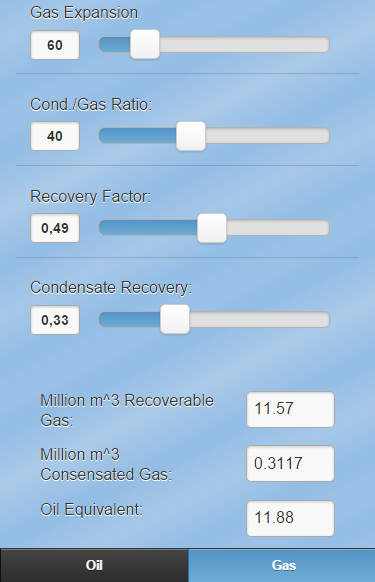 Gas Expansion
60
Cond./Gas Ratio:
40
Recovery Factor:
0,49
Condensate Recovery:
0,33
Million m^3 Recoverable
Gas:
11.57
Million m^3
Consensated Gas:
0.3117
Oil Equivalent:
11.88
Oil
Gas